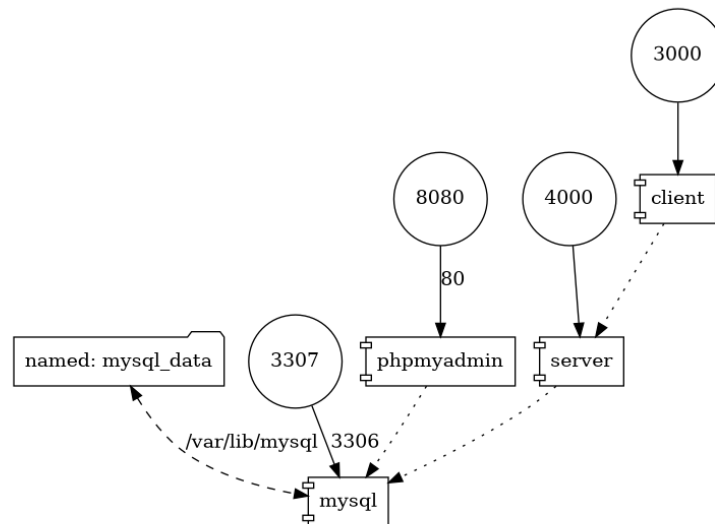 3000
client
8080
4000
80
named: mysql_data
3307
phpmyadmin
server
/var/lib/mysql
3306
mysql